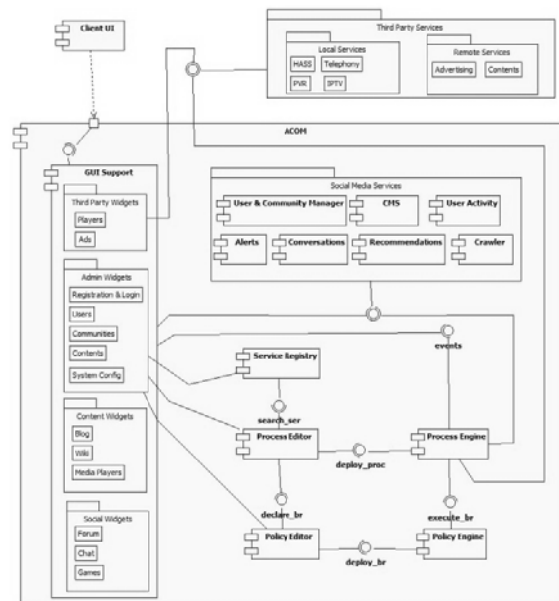 Client UI
Third Party Services
Local Services
HASS
Telephony
PVR
IPTV
Remote Services
Advertising
Contents
ACOM
GUI Support
Third Party Widgets
Players
Ads
Admin Widgets
Registration & Login
Users
Communities
Contents
System Config
Content Widgets
Blog
Wiki
Media Players
Social Widgets
Forum
Chat
Games
Social Media Services
User & Community Manager
CMS
User Activity
Alerts
Conversations
Recommendations
Crawler
events
Service Registry
search_ser
Process Editor
deploy_proc
Process Engine
declare_br
execute_br
Policy Editor
deploy_br
Policy Engine